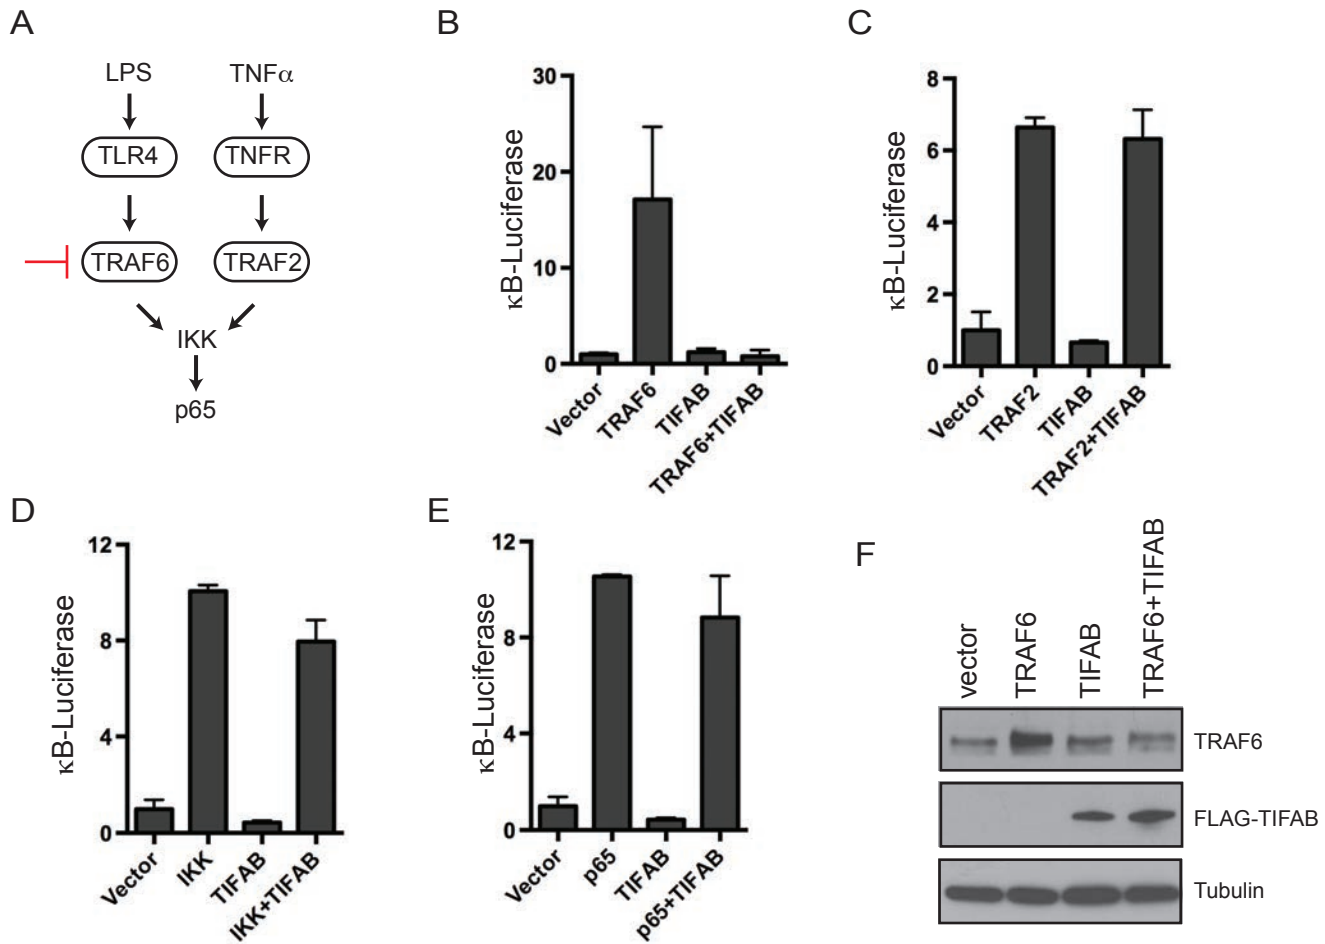 A
LPS
TNFα
TLR4
TNFR
TRAF6
TRAF2
IKK
p65
B
κB-Luciferase
30
20
10
0
Vector
TRAF6
TIFAB
TRAF6+TIFAB
C
κB-Luciferase
8
6
4
2
0
Vector
TRAF2
TIFAB
TRAF2+TIFAB
D
κB-Luciferase
12
8
4
0
Vector
IKK
TIFAB
IKK+TIFAB
E
κB-Luciferase
12
8
4
0
Vector
p65
TIFAB
p65+TIFAB
F
vector
TRAF6
TIFAB
TRAF6+TIFAB
TRAF6
FLAG-TIFAB
Tubulin